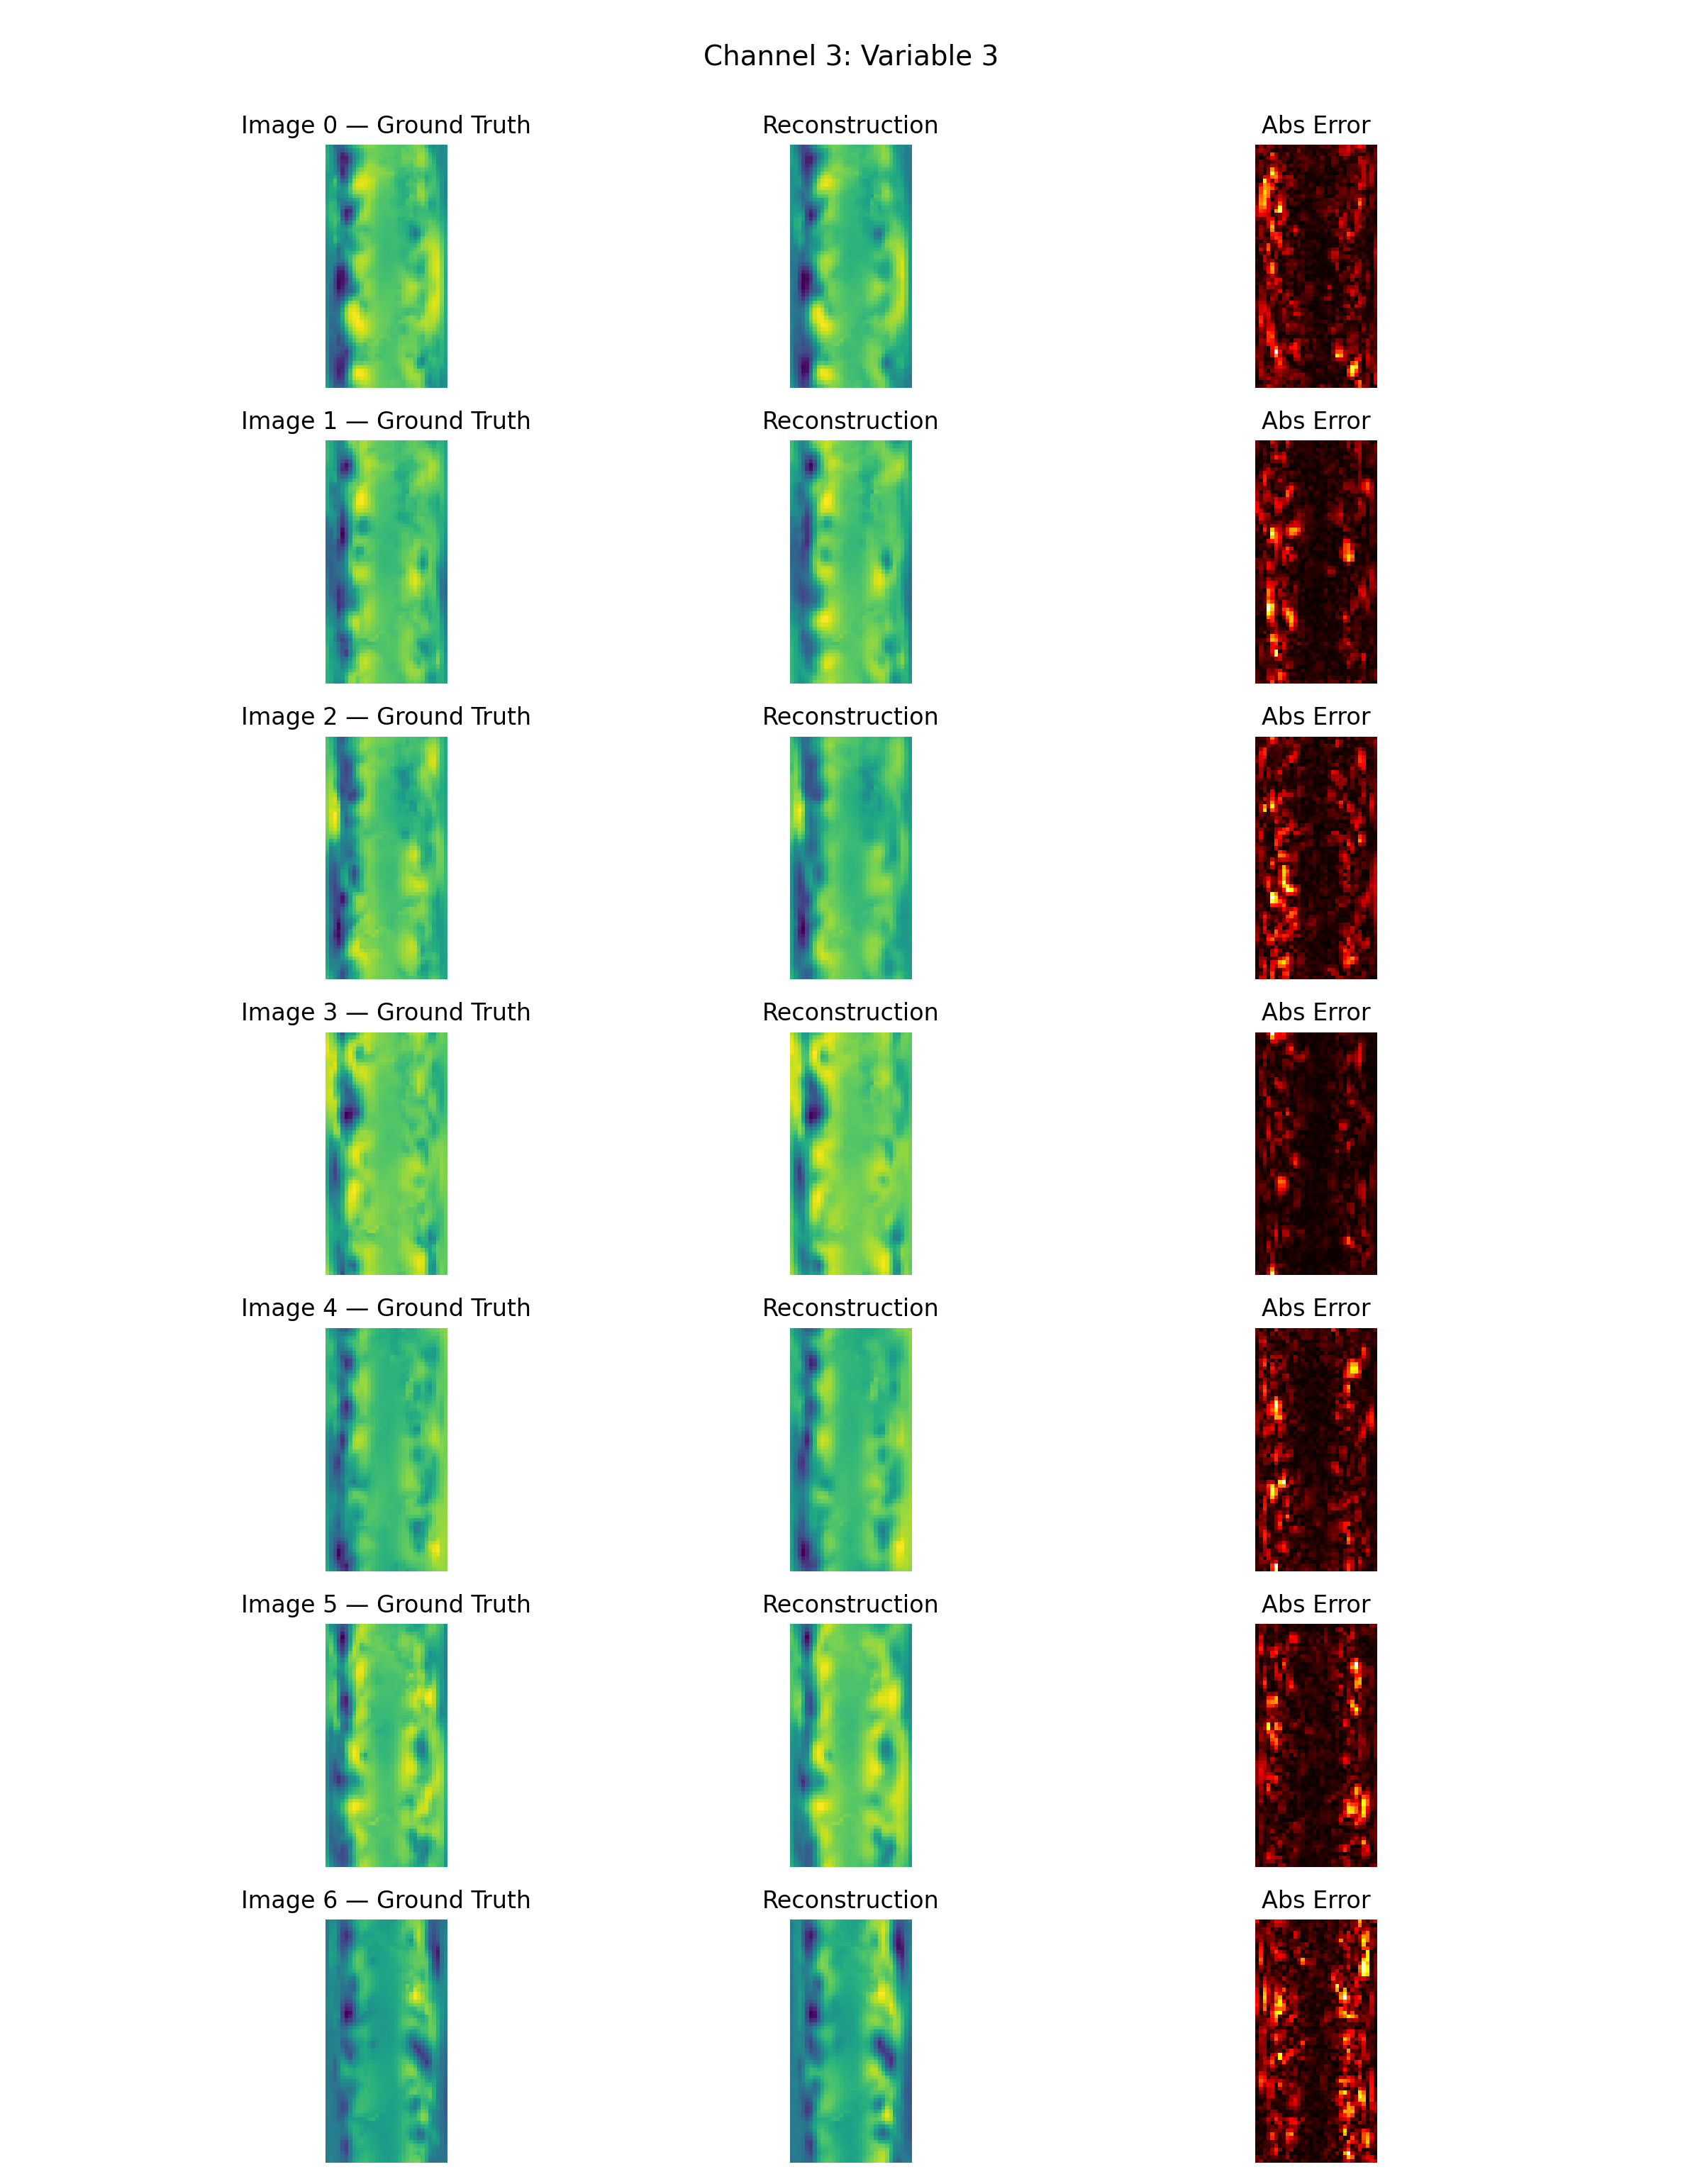 Channel 3: Variable 3
Image 0 — Ground Truth Reconstruction Abs Error
Image 1 — Ground Truth Reconstruction Abs Error
Image 2 — Ground Truth Reconstruction Abs Error
Image 3 — Ground Truth Reconstruction Abs Error
Image 4 — Ground Truth Reconstruction Abs Error
Image 5 — Ground Truth Reconstruction Abs Error
Image 6 — Ground Truth Reconstruction Abs Error